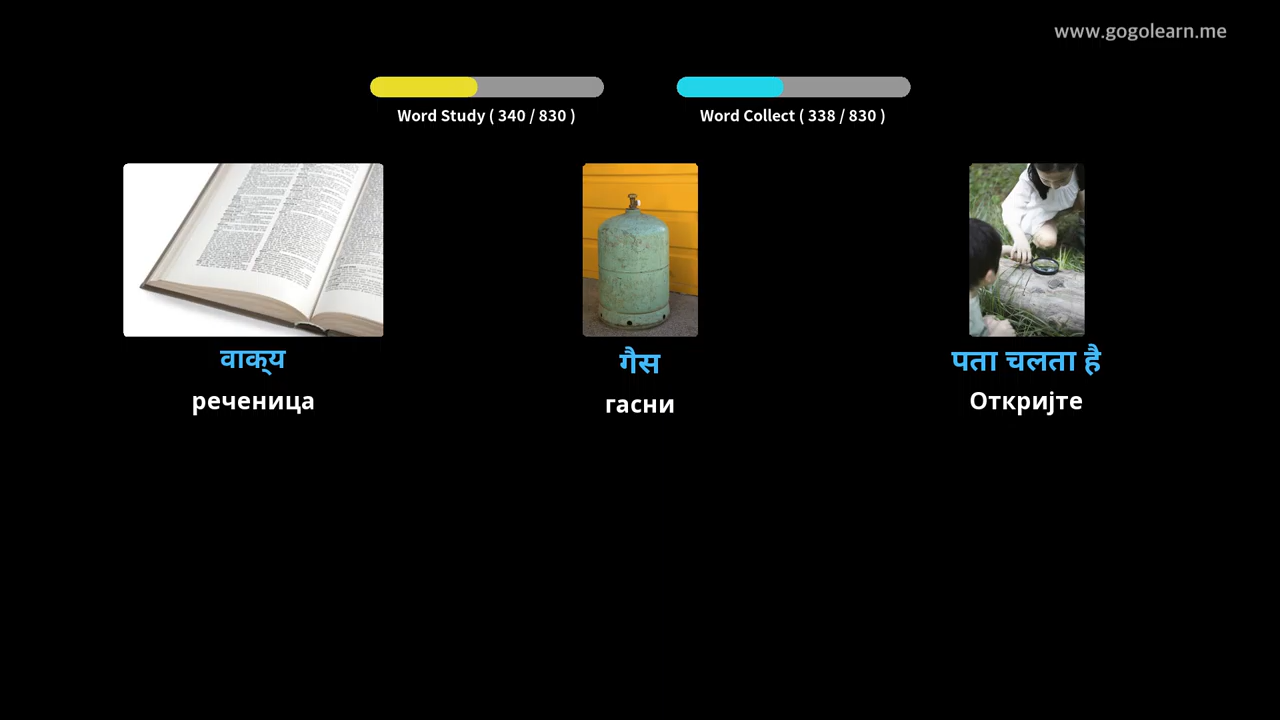 www.gogolearn.me
Word Study ( 340 / 830 )
Word Collect ( 338 / 830 )
वाक्य
реченица
गैस
гасни
पता चलता है
Откријте